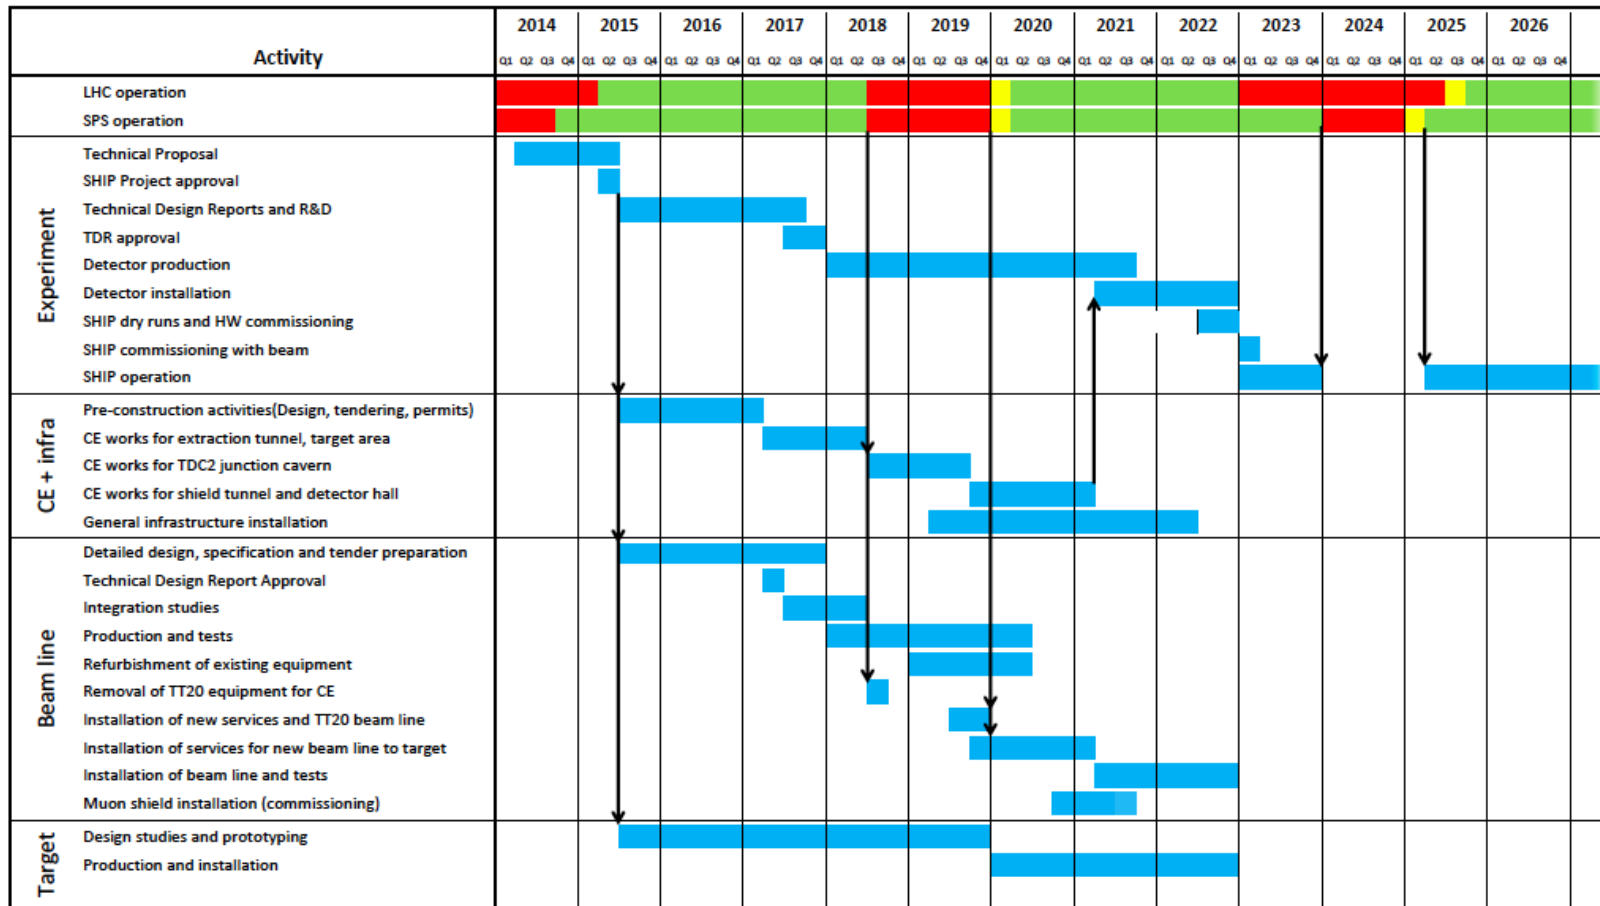 2014 2015 2016 2017 2018 2019 2020 2021 2022 2023 2024 2025 2026
Activity
Q1 Q2 Q3 Q4 Q1 Q2 Q3 Q4 Q1 Q2 Q3 Q4 Q1 Q2 Q3 Q4 Q1 Q2 Q3 Q4 Q1 Q2 Q3 Q4 Q1 Q2 Q3 Q4 Q1 Q2 Q3 Q4 Q1 Q2 Q3 Q4 Q1 Q2 Q3 Q4 Q1 Q2 Q3 Q4 Q1 Q2 Q3 Q4 Q1 Q2 Q3 Q4
LHC operation
SPS operation
Experiment
Technical Proposal
SHIP Project approval
Technical Design Reports and R&D
TDR approval
Detector production
Detector installation
SHIP dry runs and HW commissioning
SHIP commissioning with beam
SHIP operation
CE + infra
Pre-construction activities(Design, tendering, permits)
CE works for extraction tunnel, target area
CE works for TDC2 junction cavern
CE works for shield tunnel and detector hall
General infrastructure installation
Beam line
Detailed design, specification and tender preparation
Technical Design Report Approval
Integration studies
Production and tests
Refurbishment of existing equipment
Removal of TT20 equipment for CE
Installation of new services and TT20 beam line
Installation of services for new beam line to target
Installation of beam line and tests
Muon shield installation (commissioning)
Target
Design studies and prototyping
Production and installation